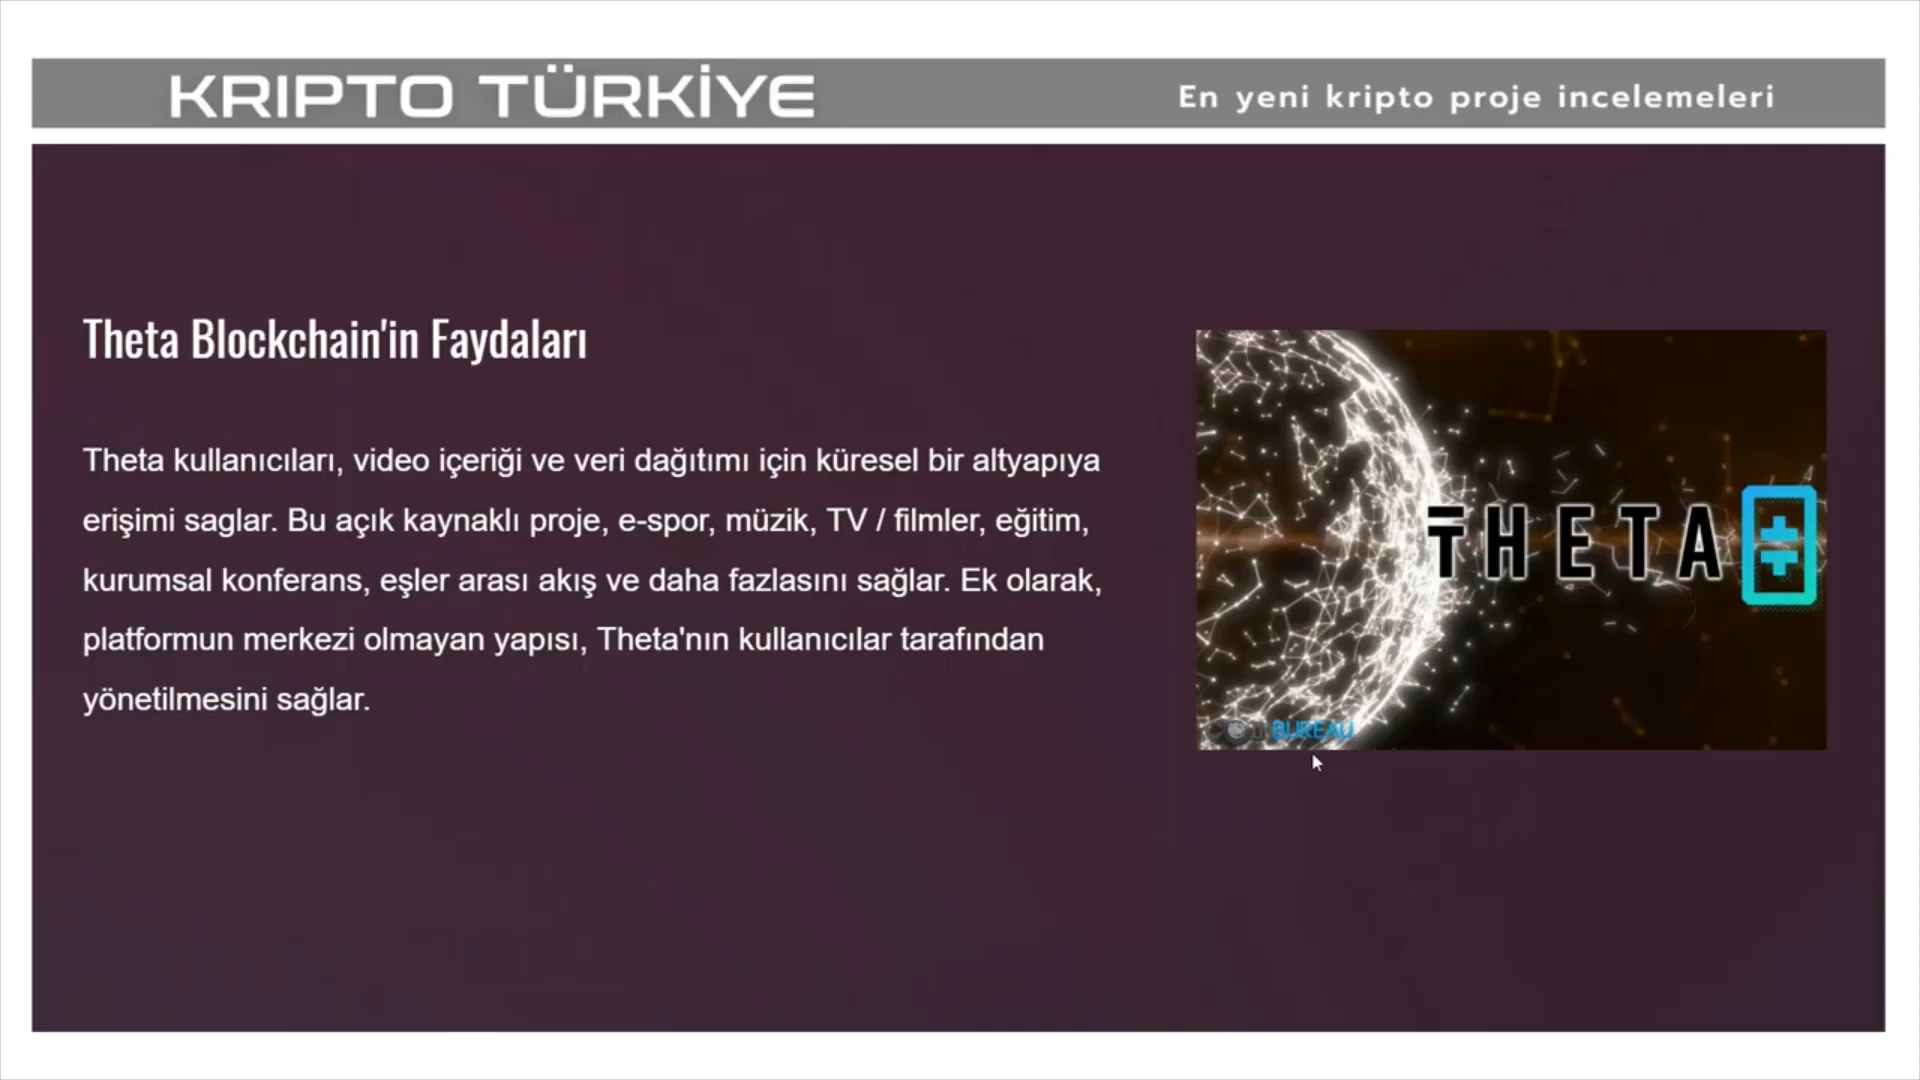 KRIPTO TÜRKİYE
En yeni kripto proje incelemeleri
Theta Blockchain'in Faydaları
Theta kullanıcıları, video içeriği ve veri dağıtımı için küresel bir altyapıya
erişimi saglar. Bu açık kaynaklı proje, e-spor, müzik, TV / filmler, eğitim,
kurumsal konferans, eşler arası akış ve daha fazlasını sağlar. Ek olarak,
platformun merkezi olmayan yapısı, Theta'nın kullanıcılar tarafından
yönetilmesini sağlar.
THETA
BUREAU